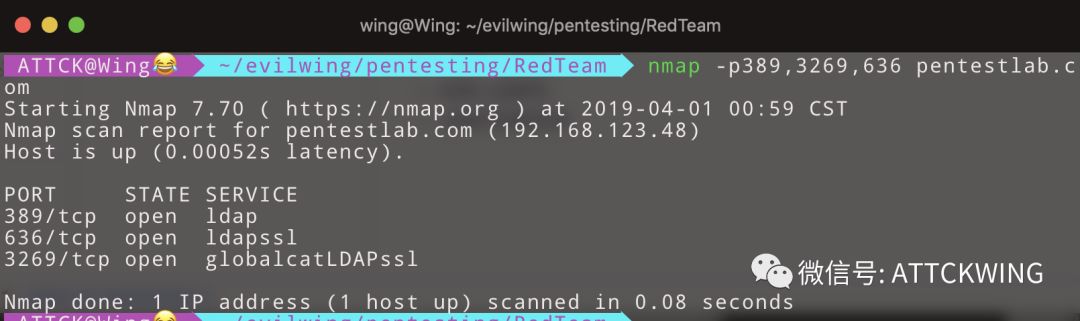 wing@Wing: ~/evilwing/pentesting/RedTeam
ATTCK@Wing😂 ~/evilwing/pentesting/RedTeam nmap -p389,3269,636 pentestlab.c
om
Starting Nmap 7.70 ( https://nmap.org ) at 2019-04-01 00:59 CST
Nmap scan report for pentestlab.com (192.168.123.48)
Host is up (0.00052s latency).
PORT     STATE SERVICE
389/tcp  open  ldap
636/tcp  open  ldapssl
3269/tcp open  globalcatLDAPssl
微信号: ATTCKWING
Nmap done: 1 IP address (1 host up) scanned in 0.08 seconds
ATTCK@Wing😂 ~/evilwing/pentesting/RedTeam